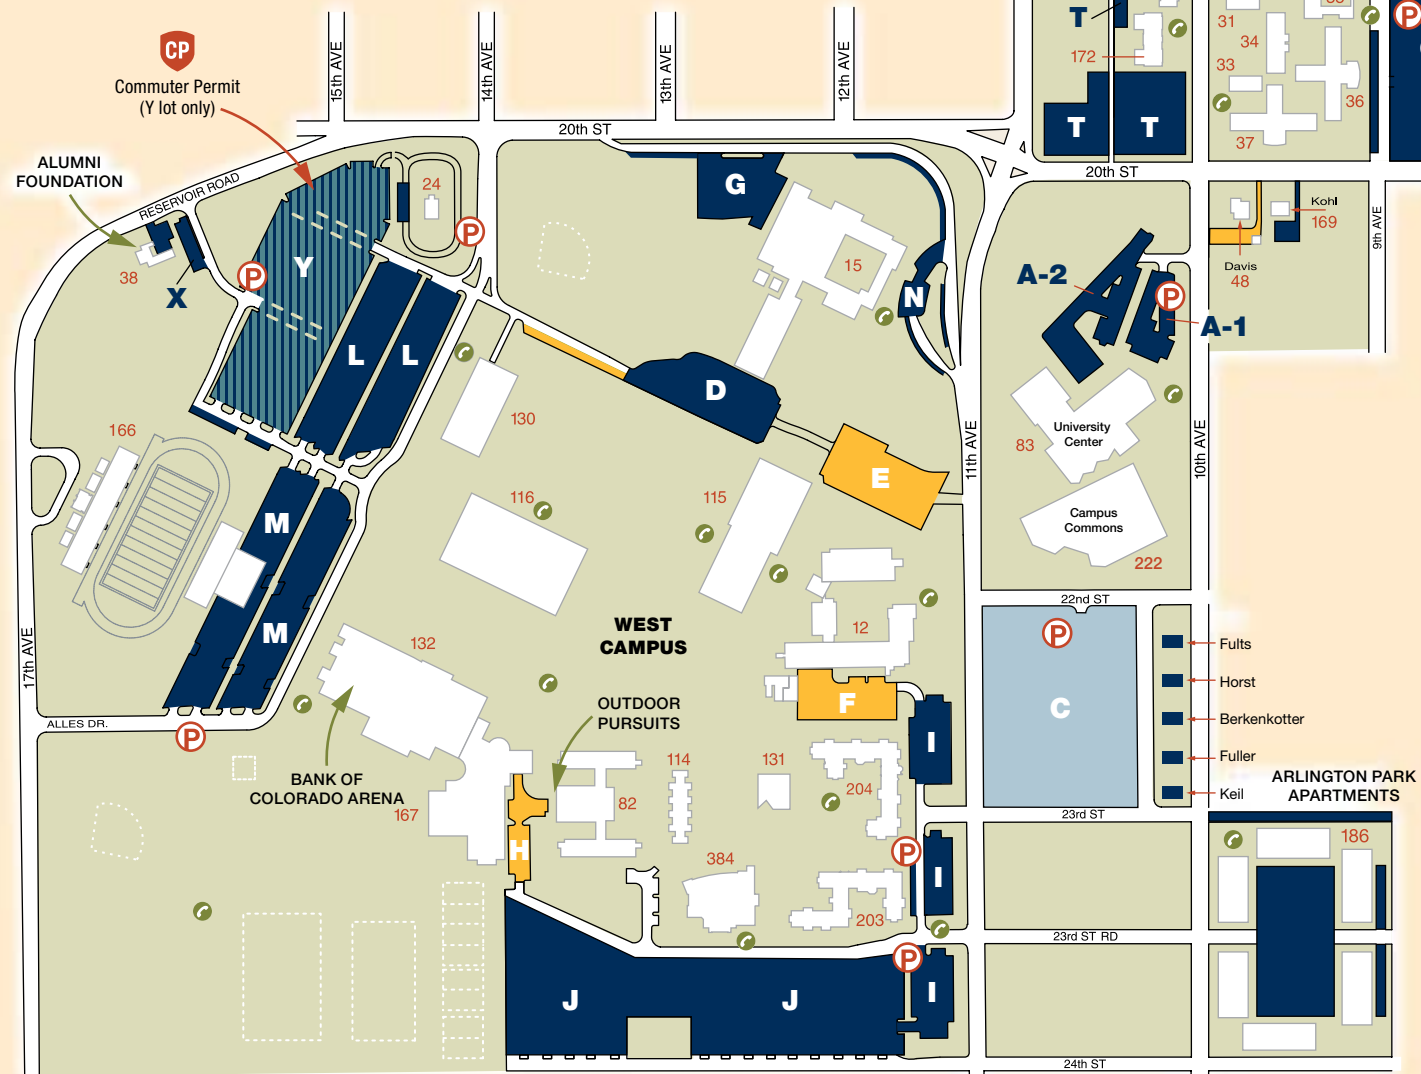 T
172
31
34
33
36
37
P
CP
Commuter Permit
(Y lot only)
15th AVE
14th AVE
13th AVE
12th AVE
20th ST
T
T
20th ST
ALUMNI
FOUNDATION
RESERVOIR ROAD
24
P
G
Kohl
169
9th AVE
Davis
48
38
X
P
Y
15
N
A-2
P
A-1
L
L
D
130
166
83
University
Center
11th AVE
10th AVE
E
116
115
Campus
Commons
222
M
M
22nd ST
WEST
CAMPUS
12
132
P
Fults
17th AVE
Horst
F
OUTDOOR
PURSUITS
C
Berkenkotter
ALLES DR.
P
I
Fuller
BANK OF
COLORADO ARENA
114
131
204
Keil
ARLINGTON PARK
APARTMENTS
167
82
23rd ST
186
H
384
P
I
203
23rd ST RD
P
J
J
I
24th ST